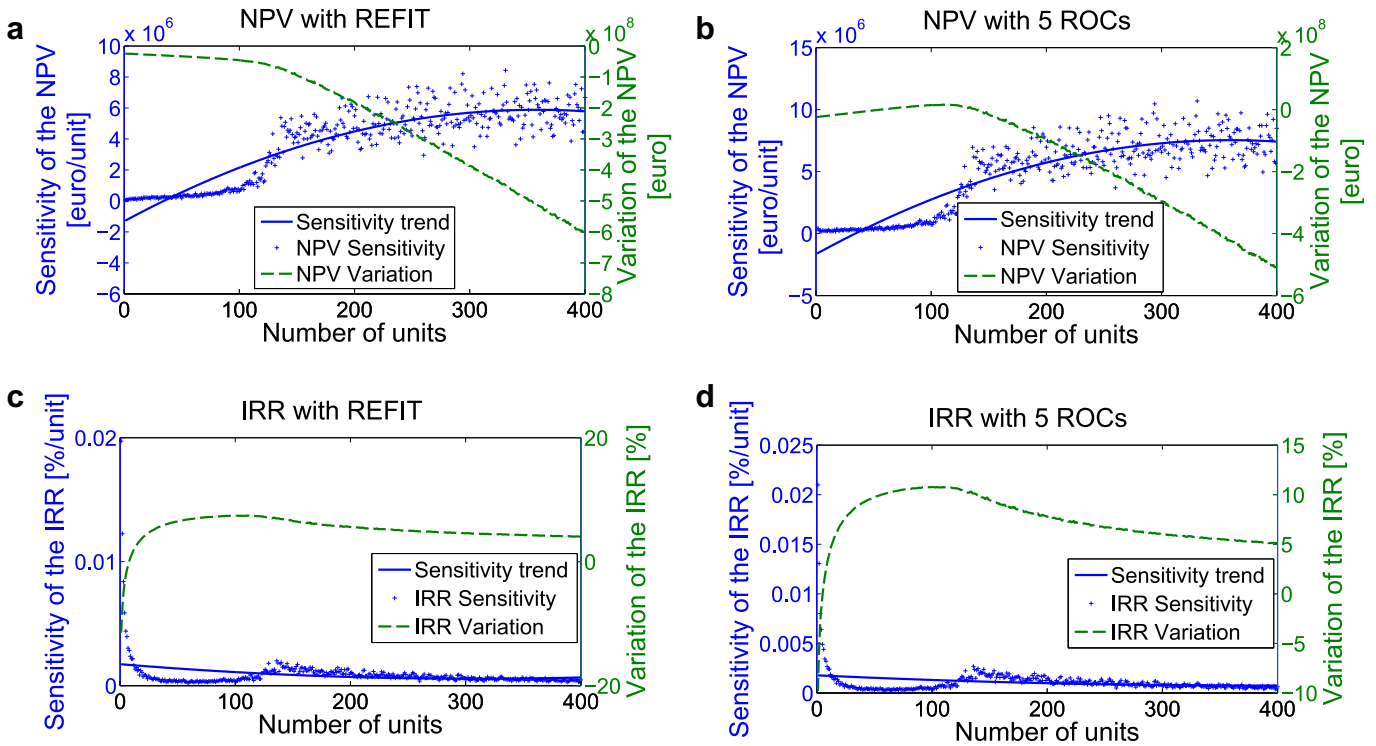 a
NPV with REFIT
x 10⁶
x 10⁸
10
8
6
4
2
0
−2
−4
−6
0
−1
−2
−3
−4
−5
−6
−7
−8
0
100
200
300
400
Sensitivity of the NPV
[euro/unit]
Variation of the NPV
[euro]
Sensitivity trend
NPV Sensitivity
NPV Variation
Number of units
b
NPV with 5 ROCs
x 10⁶
x 10⁸
15
10
5
0
−5
2
0
−2
−4
−6
0
100
200
300
400
Sensitivity of the NPV
[euro/unit]
Variation of the NPV
[euro]
Sensitivity trend
NPV Sensitivity
NPV Variation
Number of units
c
IRR with REFIT
0.02
0.01
0
20
0
−20
0
100
200
300
400
Sensitivity of the IRR [%/unit]
Variation of the IRR [%]
Sensitivity trend
IRR Sensitivity
IRR Variation
Number of units
d
IRR with 5 ROCs
0.025
0.02
0.015
0.01
0.005
0
15
10
5
0
−5
−10
0
100
200
300
400
Sensitivity of the IRR [%/unit]
Variation of the IRR [%]
Sensitivity trend
IRR Sensitivity
IRR Variation
Number of units